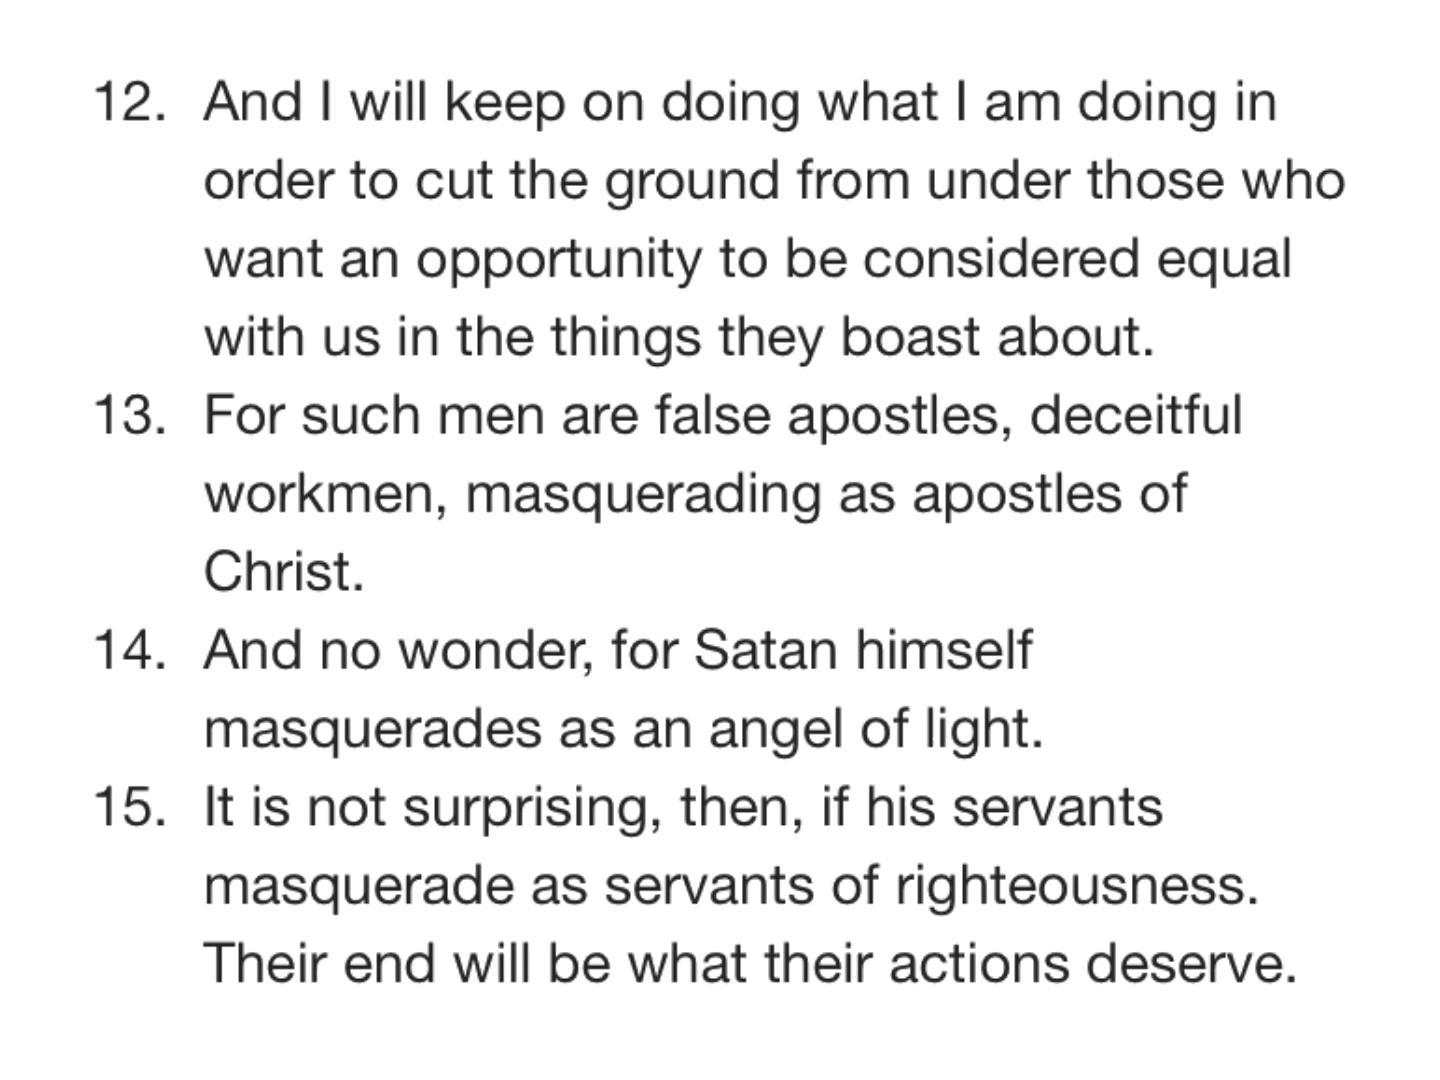 12. And I will keep on doing what I am doing in
order to cut the ground from under those who
want an opportunity to be considered equal
with us in the things they boast about.
13. For such men are false apostles, deceitful
workmen, masquerading as apostles of
Christ.
14. And no wonder, for Satan himself
masquerades as an angel of light.
15. It is not surprising, then, if his servants
masquerade as servants of righteousness.
Their end will be what their actions deserve.